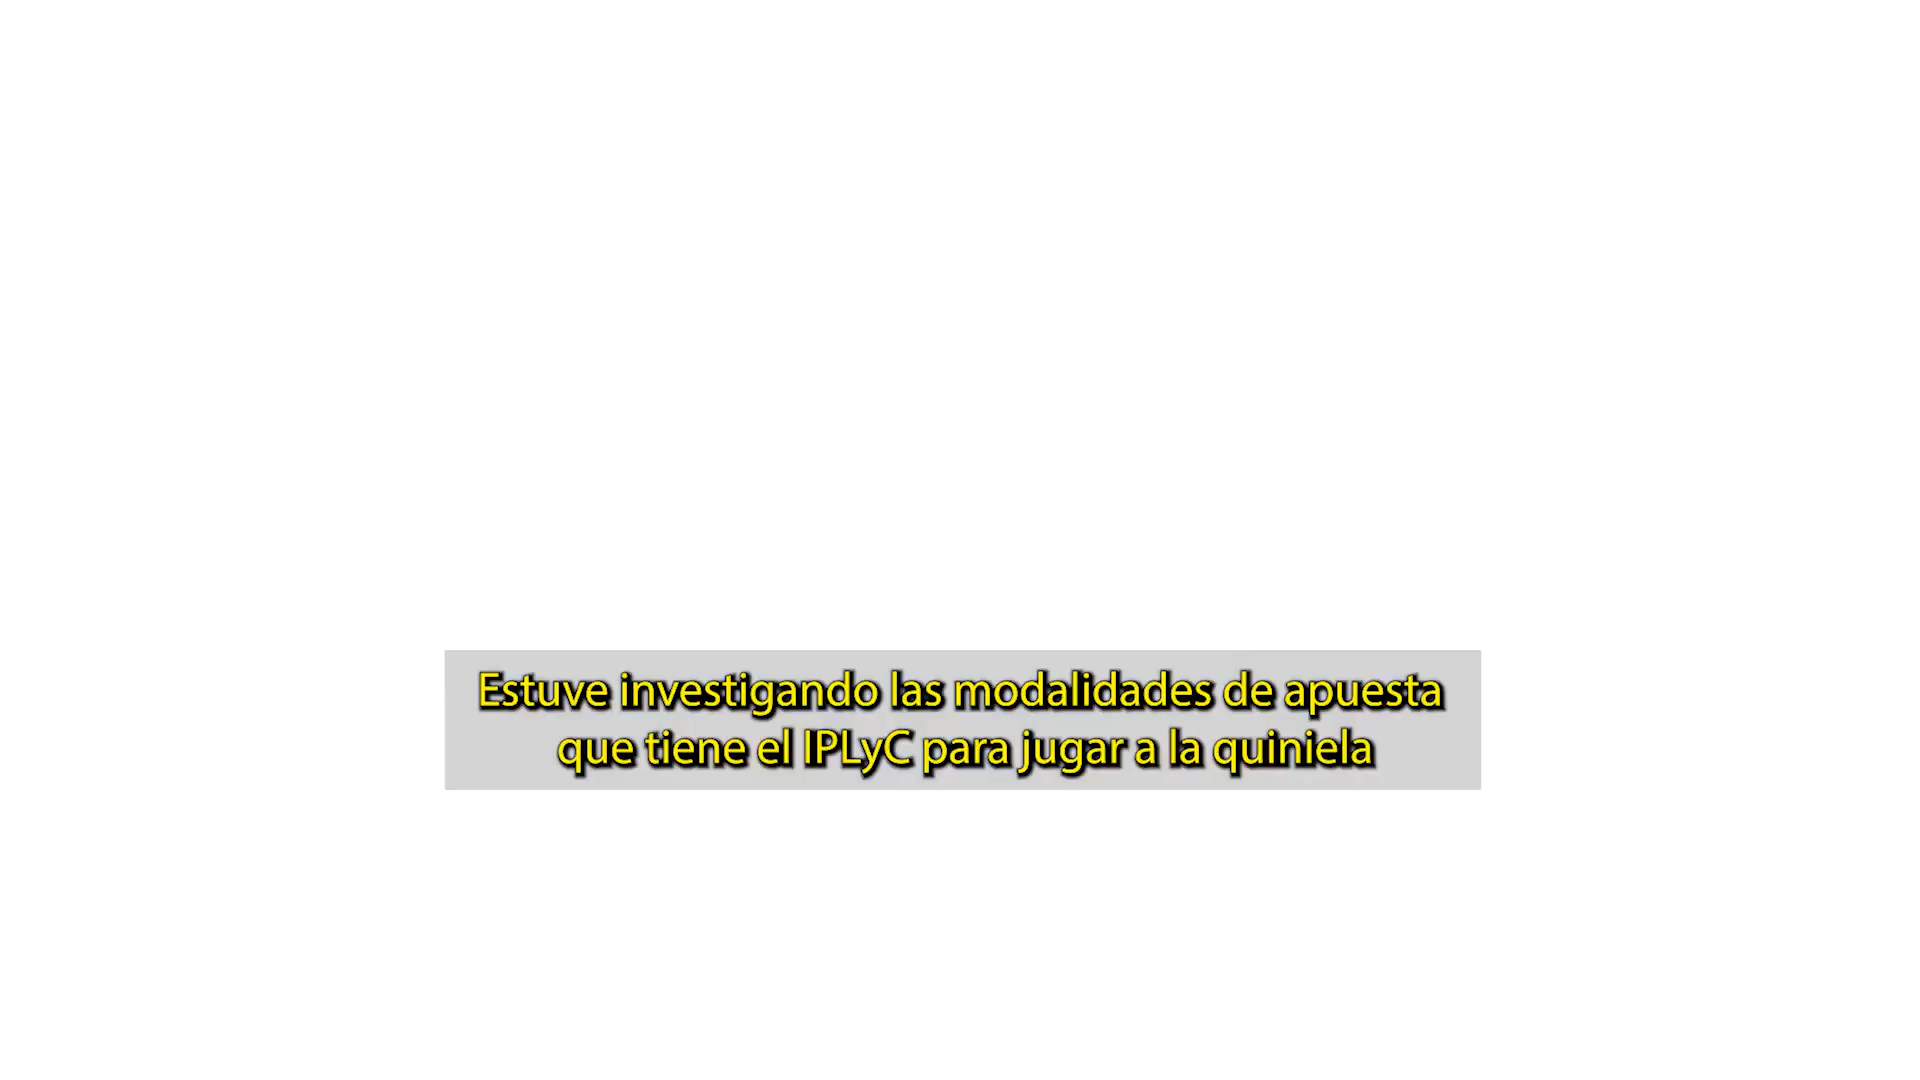 Estuve investigando las modalidades de apuesta
que tiene el IPLyC para jugar a la quiniela